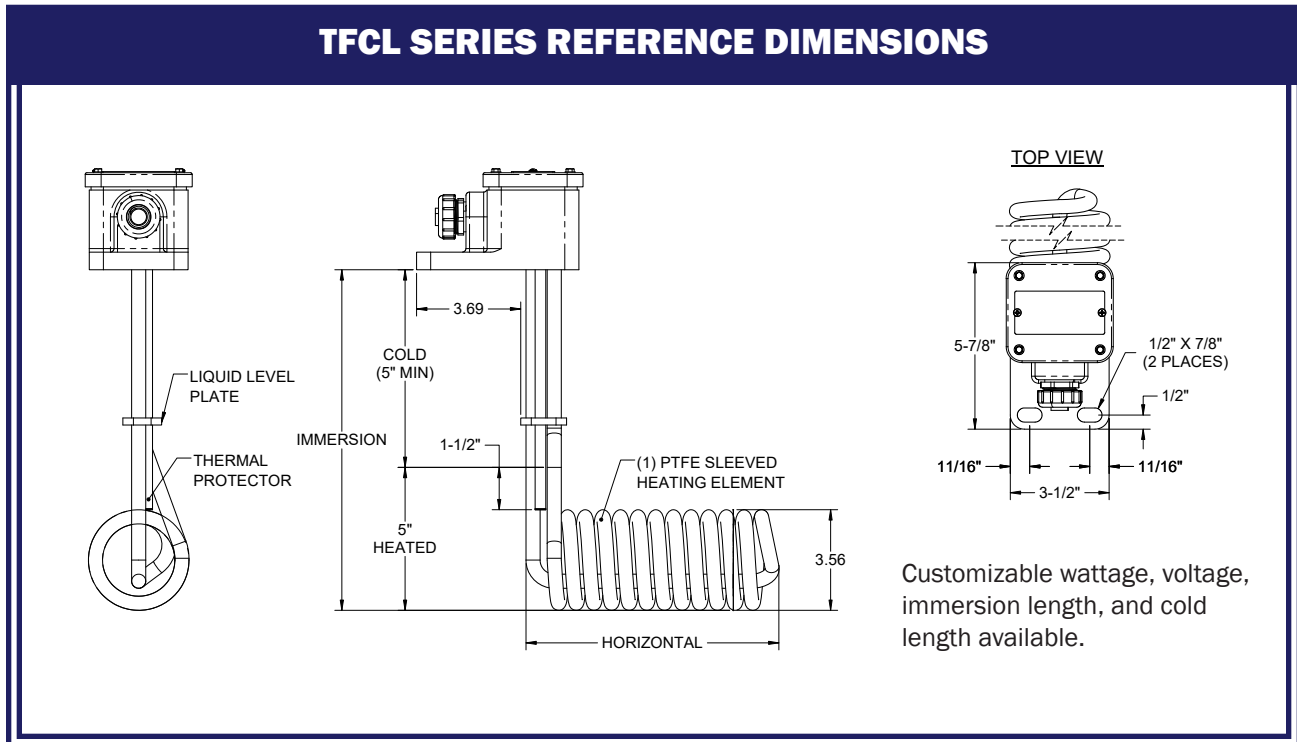 TFCL SERIES REFERENCE DIMENSIONS
LIQUID LEVEL
PLATE
THERMAL
PROTECTOR
3.69
COLD
(5" MIN)
IMMERSION
1-1/2"
5"
HEATED
(1) PTFE SLEEVED
HEATING ELEMENT
3.56
HORIZONTAL
TOP VIEW
5-7/8"
1/2" X 7/8"
(2 PLACES)
1/2"
11/16"
11/16"
3-1/2"
Customizable wattage, voltage,
immersion length, and cold
length available.